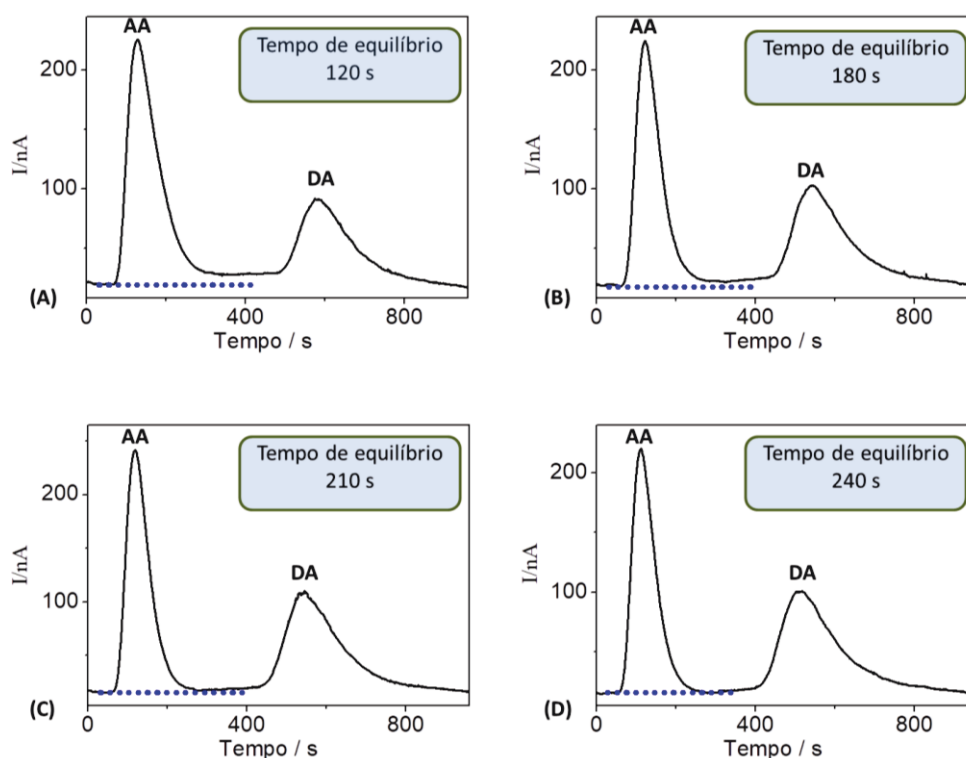 AA
Tempo de equilíbrio
120 s
200
I/nA
DA
100
(A)
0 400 800
Tempo / s
AA
Tempo de equilíbrio
180 s
200
I/nA
DA
100
(B)
0 400 800
Tempo / s
AA
Tempo de equilíbrio
210 s
200
I/nA
DA
100
(C)
0 400 800
Tempo / s
AA
Tempo de equilíbrio
240 s
200
I/nA
DA
100
(D)
0 400 800
Tempo / s